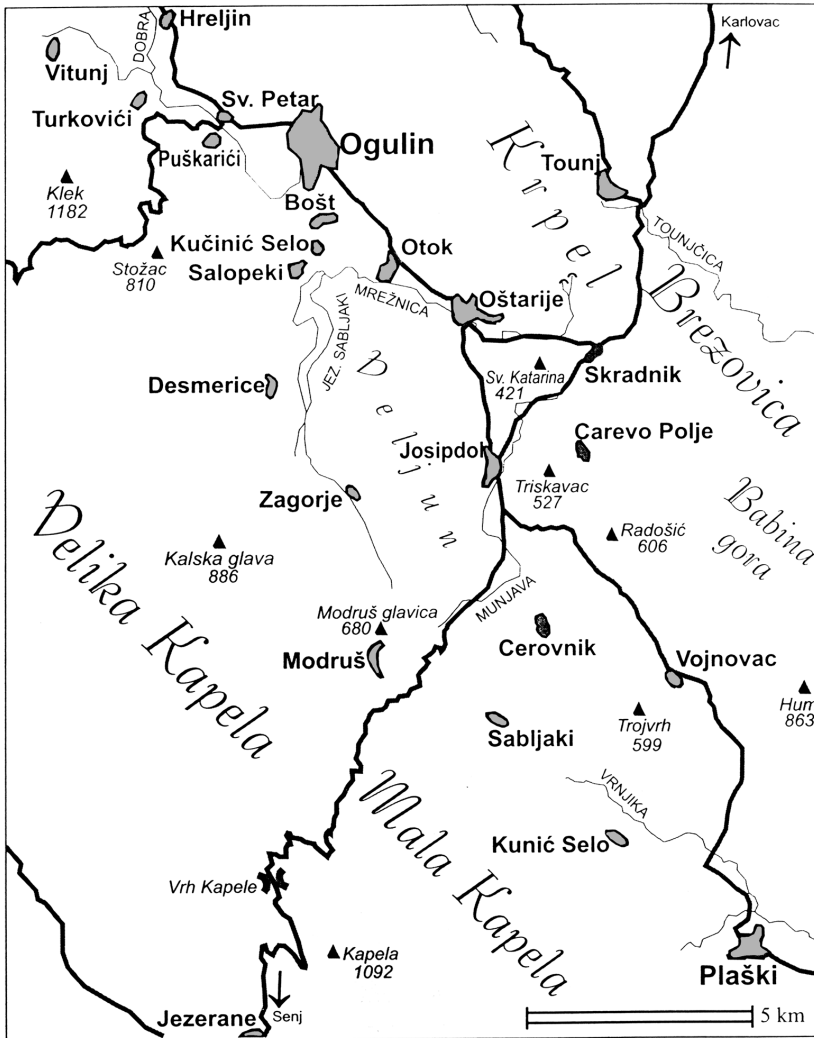 Hreljin
Karlovac
DOBRA
Vitunj
Turkovići
Sv. Petar
Ogulin
Puškarići
Klek
1182
Krpel
Tounj
Bošt
Kučinić Selo
Salopeki
Otok
Stožac
810
TOUNJČICA
MREŽNICA
Oštarije
Brezovica
JEZ. SABLJAKI
Desmerice
Sv. Katarina
421
Skradnik
Carevo Polje
Josipdol
Triskavac
527
Zagorje
Radošić
606
Babina
gora
Kalska glava
886
Velika Kapela
Modruš glavica
680
MUNJAVA
Modruš
Cerovnik
Vojnovac
Hum
863
Sabljaki
Trojvrh
599
VRNJIKA
Mala Kapela
Kunić Selo
Vrh Kapele
Kapela
1092
Plaški
Jezerane
Senj
5 km